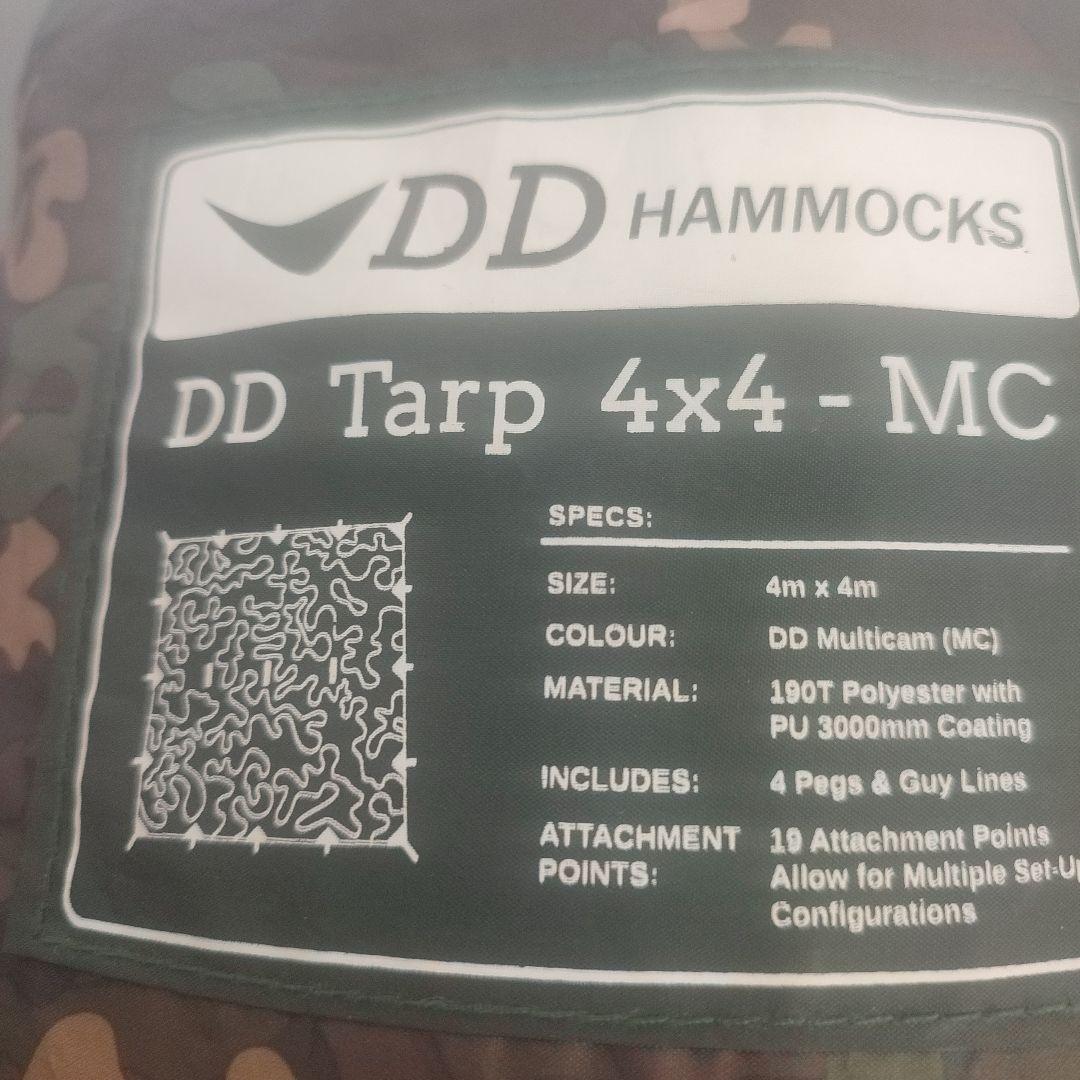 DD HAMMOCKS
DD Tarp 4x4 - MC
SPECS:
SIZE: 4m x 4m
COLOUR: DD Multicam (MC)
MATERIAL: 190T Polyester with
PU 3000mm Coating
INCLUDES: 4 Pegs & Guy Lines
ATTACHMENT 19 Attachment Points
POINTS: Allow for Multiple Set-Up
Configurations